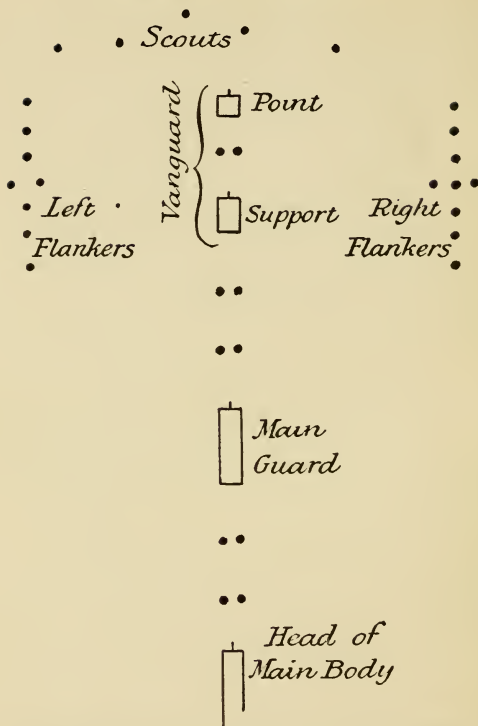 Scouts
Vanguard
Point
Support
Left
Flankers
Right
Flankers
Main
Guard
Head of
Main Body